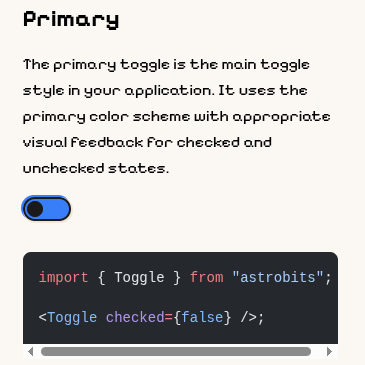 Primary
The primary toggle is the main toggle
style in your application. It uses the
primary color scheme with appropriate
visual feedback for checked and
unchecked states.
import { Toggle } from "astrobits";
<Toggle checked={false} />;